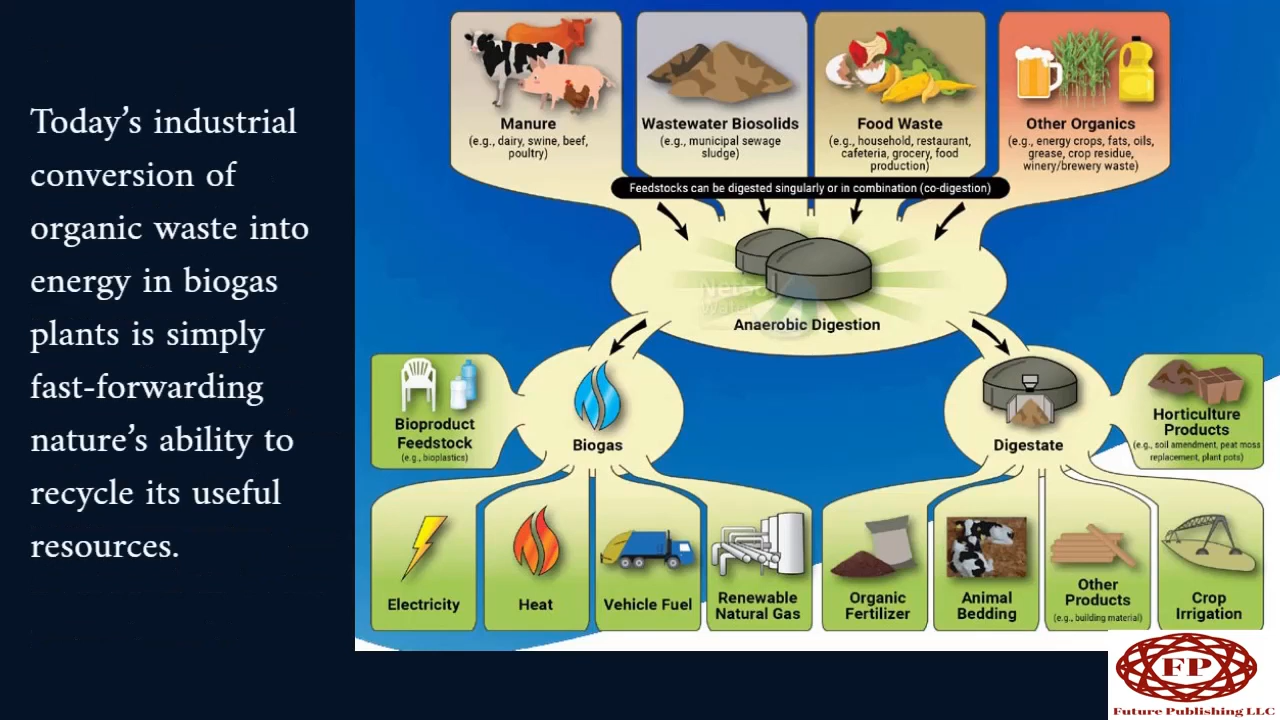 Today’s industrial
conversion of
organic waste into
energy in biogas
plants is simply
fast-forwarding
nature’s ability to
recycle its useful
resources.
Manure
(e.g., dairy, swine, beef,
poultry)
Wastewater Biosolids
(e.g., municipal sewage
sludge)
Food Waste
(e.g., household, restaurant,
cafeteria, grocery, food
production)
Other Organics
(e.g., energy crops, fats, oils,
grease, crop residue,
winery/brewery waste)
Feedstocks can be digested singularly or in combination (co-digestion)
Anaerobic Digestion
Bioproduct
Feedstock
(e.g., bioplastics)
Biogas
Digestate
Horticulture
Products
(e.g., soil amendment, peat moss
replacement, plant pots)
Electricity
Heat
Vehicle Fuel
Renewable
Natural Gas
Organic
Fertilizer
Animal
Bedding
Other
Products
(e.g., building material)
Crop
Irrigation
FP
Future Publishing LLC